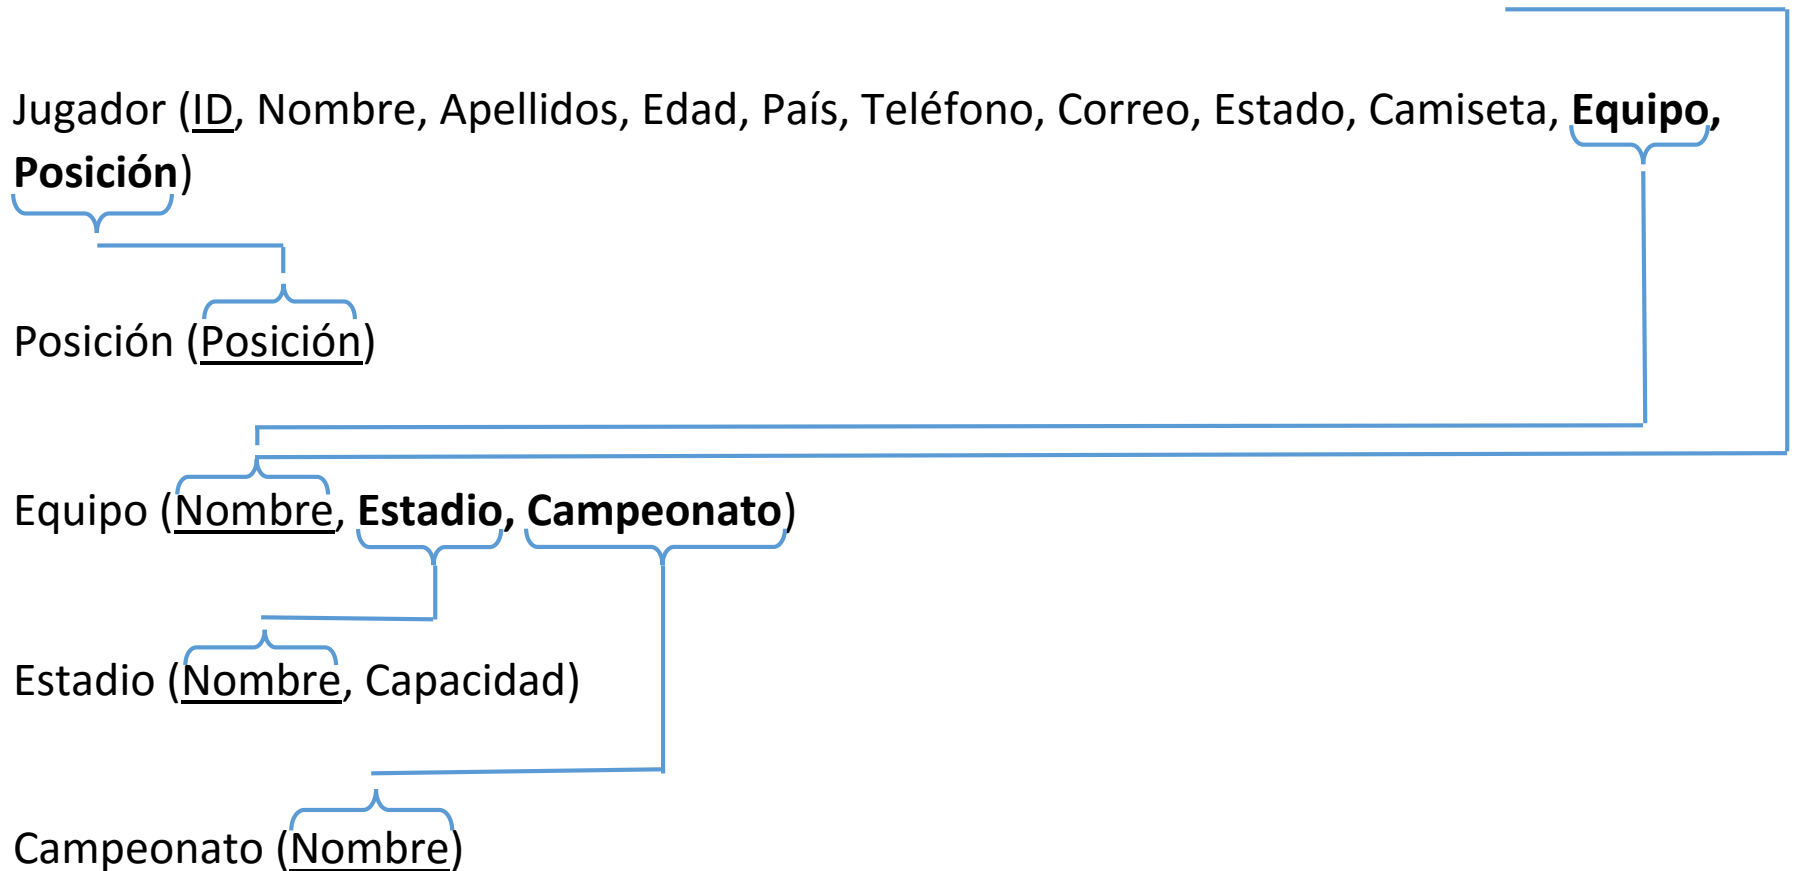 Jugador (ID, Nombre, Apellidos, Edad, País, Teléfono, Correo, Estado, Camiseta, Equipo,
Posición)
Posición (Posición)
Equipo (Nombre, Estadio, Campeonato)
Estadio (Nombre, Capacidad)
Campeonato (Nombre)